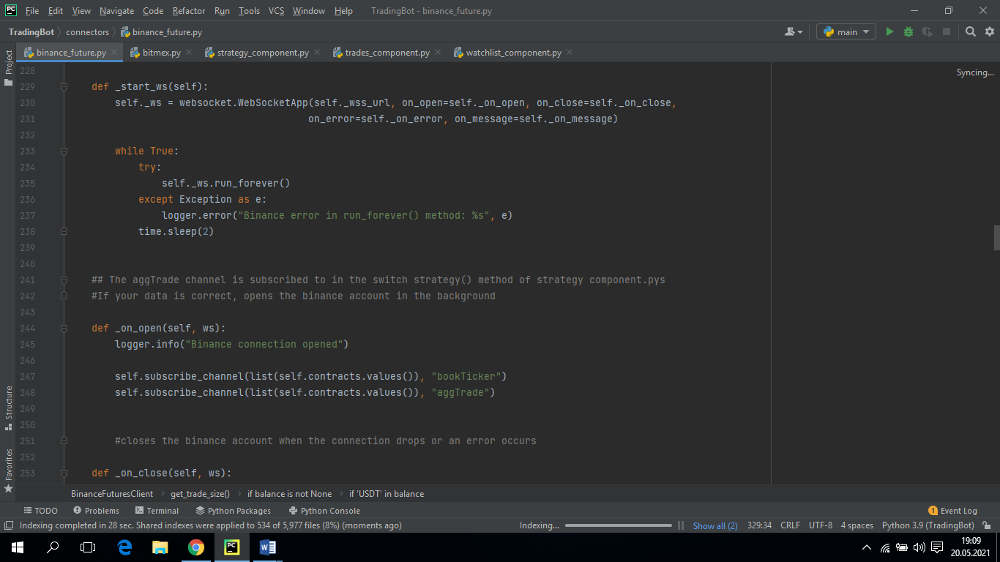 PC File Edit View Navigate Code Refactor Run Tools VCS Window Help TradingBot - binance_future.py
TradingBot connectors binance_future.py main
binance_future.py bitmex.py strategy_component.py trades_component.py watchlist_component.py
Project
Syncing...
228
229 def _start_ws(self):
230 self._ws = websocket.WebSocketApp(self._wss_url, on_open=self._on_open, on_close=self._on_close,
231 on_error=self._on_error, on_message=self._on_message)
232
233 while True:
234 try:
235 self._ws.run_forever()
236 except Exception as e:
237 logger.error("Binance error in run_forever() method: %s", e)
238 time.sleep(2)
239
240
241 ## The aggTrade channel is subscribed to in the switch strategy() method of strategy component.pys
242 #If your data is correct, opens the binance account in the background
243
244 def _on_open(self, ws):
245 logger.info("Binance connection opened")
246
247 self.subscribe_channel(list(self.contracts.values()), "bookTicker")
248 self.subscribe_channel(list(self.contracts.values()), "aggTrade")
249
250
251 #closes the binance account when the connection drops or an error occurs
252
253 def _on_close(self, ws):
Structure
Favorites
BinanceFuturesClient get_trade_size() if balance is not None if 'USDT' in balance
TODO Problems Terminal Python Packages Python Console 1 Event Log
Indexing completed in 28 sec. Shared indexes were applied to 534 of 5,977 files (8%) (moments ago) Indexing... Show all (2) 329:34 CRLF UTF-8 4 spaces Python 3.9 (TradingBot)
PC W
19:09
20.05.2021